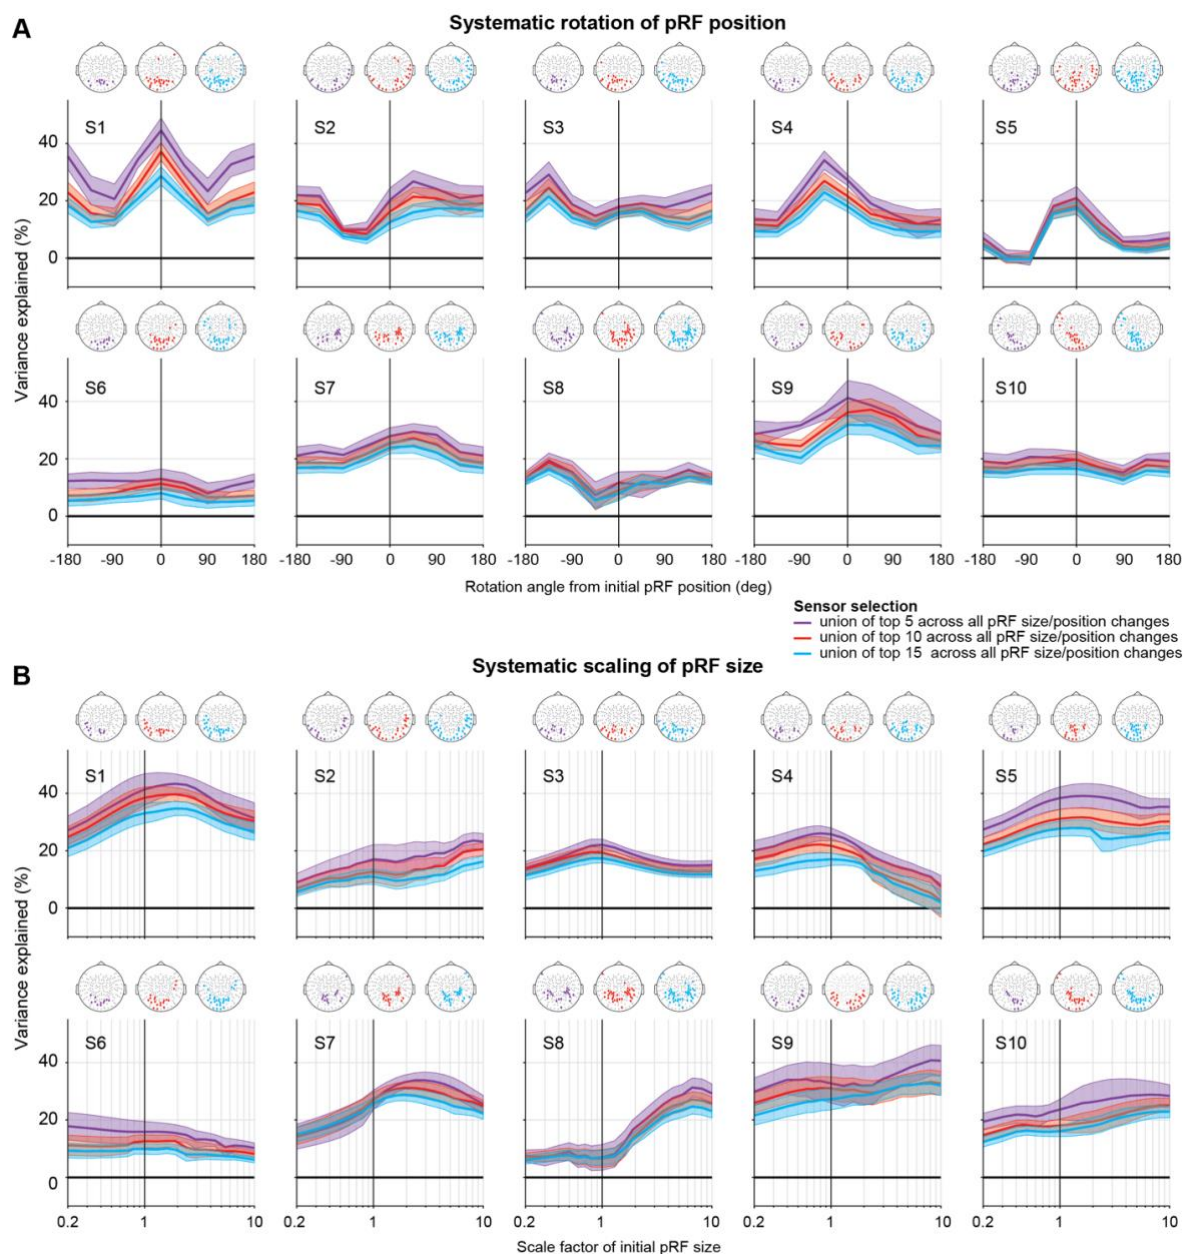 A
Systematic rotation of pRF position
S1
S2
S3
S4
S5
40
20
0
Variance explained (%)
S6
S7
S8
S9
S10
40
20
0
-180 -90 0 90 180
-180 -90 0 90 180
-180 -90 0 90 180
-180 -90 0 90 180
-180 -90 0 90 180
Rotation angle from initial pRF position (deg)
Sensor selection
union of top 5 across all pRF size/position changes
union of top 10 across all pRF size/position changes
union of top 15 across all pRF size/position changes
B
Systematic scaling of pRF size
S1
S2
S3
S4
S5
40
20
0
Variance explained (%)
S6
S7
S8
S9
S10
40
20
0
0.2 1 10
0.2 1 10
0.2 1 10
0.2 1 10
0.2 1 10
Scale factor of initial pRF size